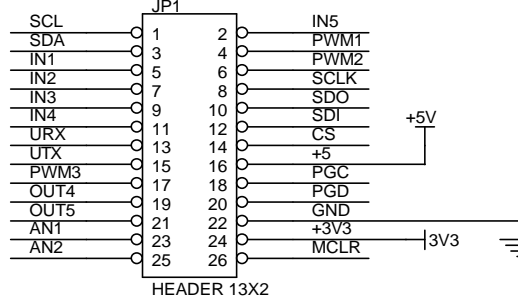 JP1
SCL 1 2 IN5
SDA 3 4 PWM1
IN1 5 6 PWM2
IN2 7 8 SCLK
IN3 9 10 SDO
IN4 11 12 SDI
URX 13 14 CS
UTX 15 16 +5
+5V
PWM3 17 18 PGC
OUT4 19 20 PGD
OUT5 21 22 GND
AN1 23 24 +3V3 3V3
AN2 25 26 MCLR
HEADER 13X2